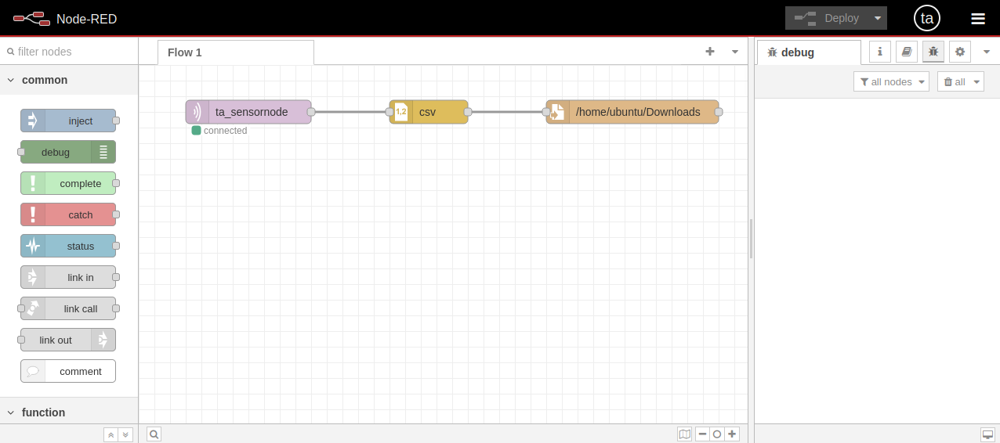 Node-RED
Deploy
ta
filter nodes
Flow 1
debug
i
all nodes
all
common
inject
debug
complete
catch
status
link in
link call
link out
comment
function
ta_sensornode
connected
1,2
csv
/home/ubuntu/Downloads